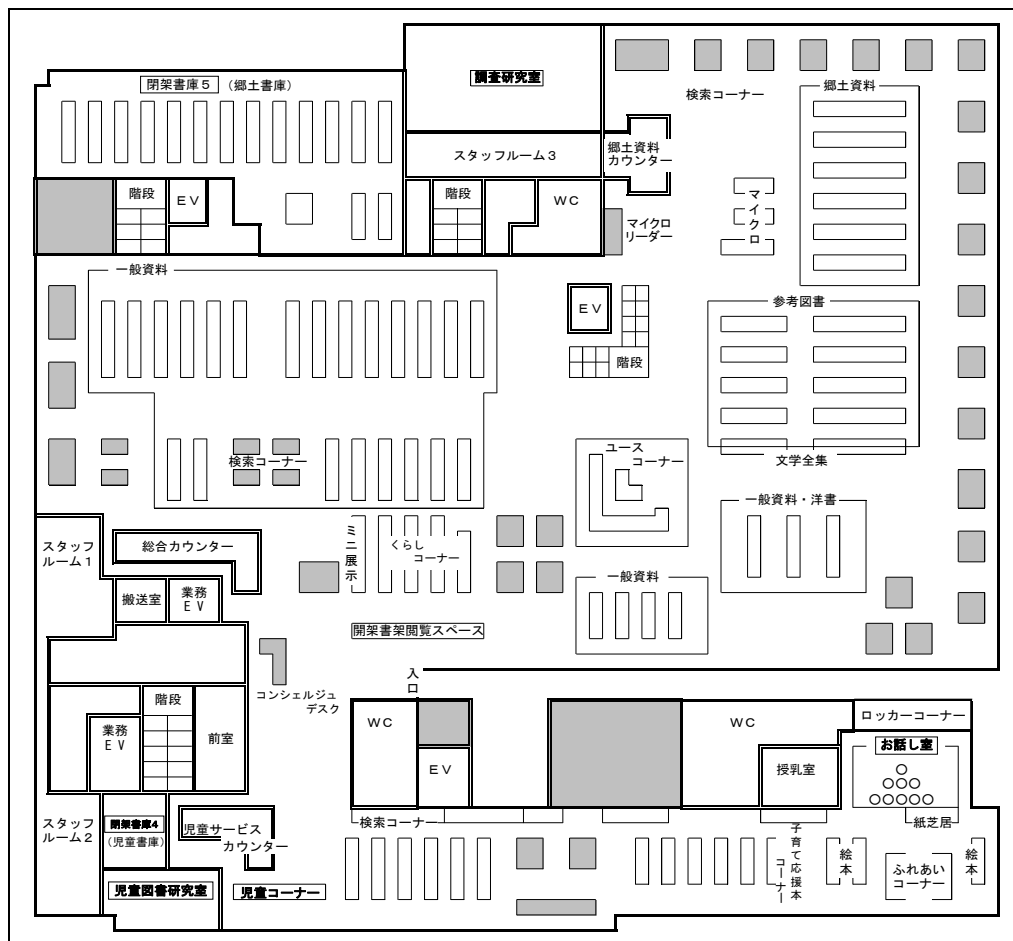 調査研究室
閉架書庫５ （郷土書庫）
郷土資料
検索コーナー
スタッフルーム３
郷土資料
カウンター
階段
ＥＶ
階段
ＷＣ
マイクロ
マイクロ
リーダー
一般資料
参考図書
ＥＶ
階段
ユース
コーナー
検索コーナー
文学全集
一般資料・洋書
スタッフ
ルーム１
総合カウンター
ミニ展示
くらし
コーナー
一般資料
搬送室
業務
ＥＶ
開架書架閲覧スペース
入口
コンシェルジュ
デスク
階段
業務
ＥＶ
前室
ＷＣ
ＥＶ
ＷＣ
ロッカーコーナー
お話し室
授乳室
スタッフ
ルーム２
閉架書庫4
（児童書庫）
児童サービス
カウンター
検索コーナー
紙芝居
子育て応援本
コーナー
絵本
ふれあい
コーナー
絵本
児童図書研究室
児童コーナー